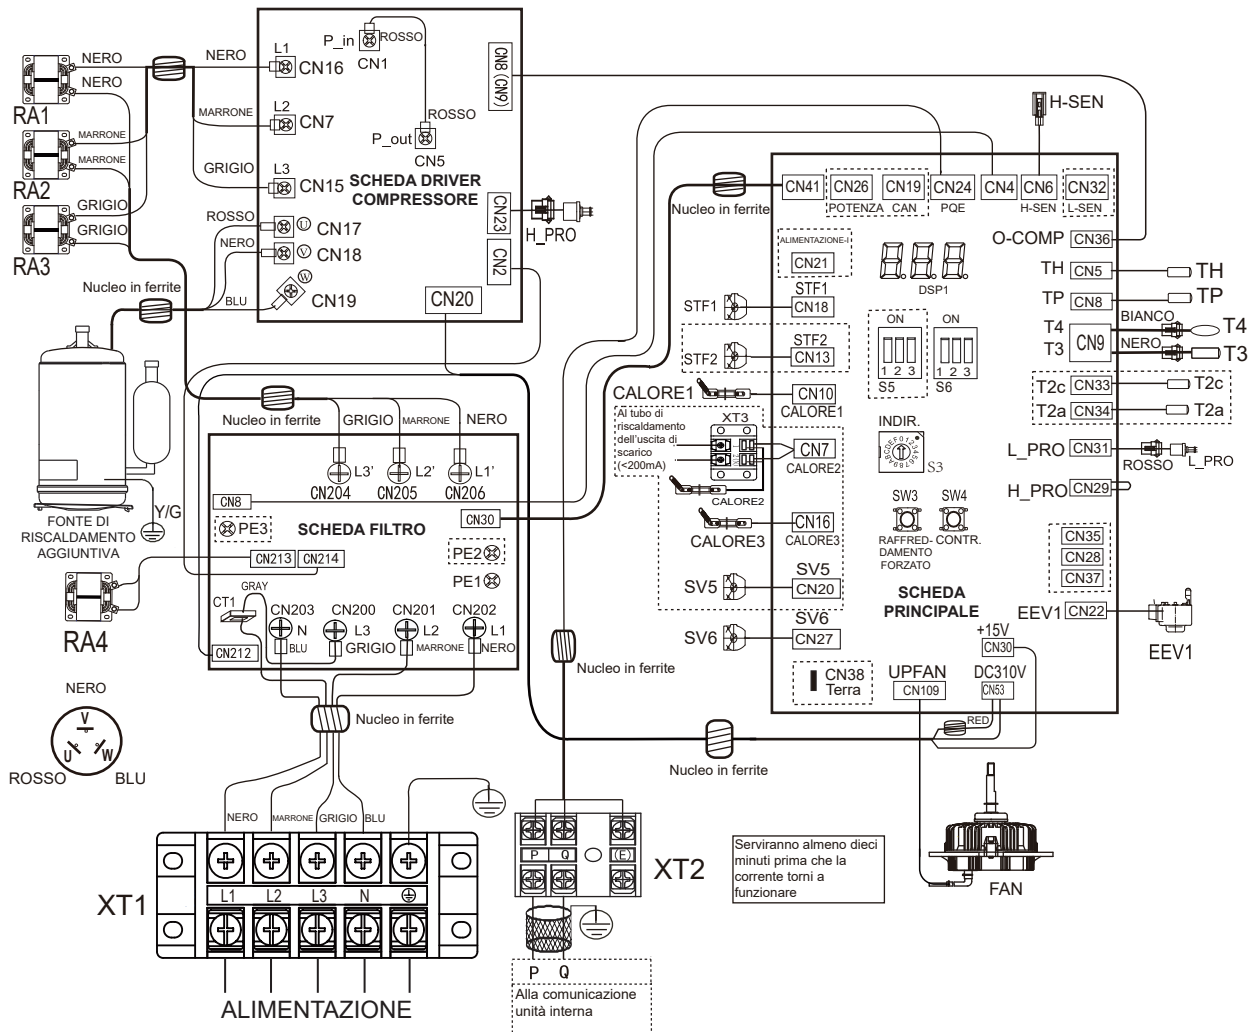 NERO
NERO
RA1
MARRONE
MARRONE
RA2
GRIGIO
GRIGIO
RA3
NERO
L1
CN16
MARRONE
L2
CN7
GRIGIO
L3
CN15
ROSSO
U
CN17
NERO
V
CN18
BLU
W
CN19
P_in
CN1
ROSSO
ROSSO
P_out
CN5
SCHEDA DRIVER
COMPRESSORE
CN8(CN9)
CN23
H_PRO
CN2
CN20
Nucleo in ferrite
Y/G
FONTE DI
RISCALDAMENTO
AGGIUNTIVA
Nucleo in ferrite
GRIGIO
MARRONE
NERO
L3'
L2'
L1'
CN204
CN205
CN206
CN8
CN30
PE3
SCHEDA FILTRO
CN213
CN214
PE2
PE1
RA4
GRAY
CT1
CN203
CN200
CN201
CN202
N
L3
L2
L1
BLU
GRIGIO
MARRONE
NERO
CN212
Nucleo in ferrite
NERO
V
U
W
ROSSO
BLU
NERO
MARRONE
GRIGIO
BLU
XT1
L1
L2
L3
N
ALIMENTAZIONE
Nucleo in ferrite
P
Q
(E)
XT2
P
Q
Alla comunicazione
unità interna
Nucleo in ferrite
Serviranno almeno dieci
minuti prima che la
corrente torni a
funzionare
FAN
Nucleo in ferrite
H-SEN
CN41
CN26
CN19
CN24
CN4
CN6
CN32
POTENZA
CAN
PQE
H-SEN
L-SEN
O-COMP
CN36
ALIMENTAZIONE-I
CN21
DSP1
TH
CN5
TH
TP
CN8
TP
STF1
STF1
CN18
T4
T3
CN9
BIANCO
T4
NERO
T3
STF2
STF2
CN13
ON
1 2 3
S5
ON
1 2 3
S6
T2c
CN33
T2c
T2a
CN34
T2a
CALORE1
CN10
CALORE1
Al tubo di
riscaldamento
dell'uscita di
scarico
(<200mA)
XT3
CN7
CALORE2
CALORE2
INDIR.
S3
L_PRO
CN31
ROSSO
L_PRO
H_PRO
CN29
CALORE3
CN16
CALORE3
SW3
SW4
RAFFRED-
DAMENTO
FORZATO
CONTR.
CN35
CN28
CN37
SV5
SV5
CN20
SCHEDA
PRINCIPALE
EEV1
CN22
EEV1
SV6
SV6
CN27
+15V
CN30
CN38
Terra
UPFAN
CN109
DC310V
CN53
RED